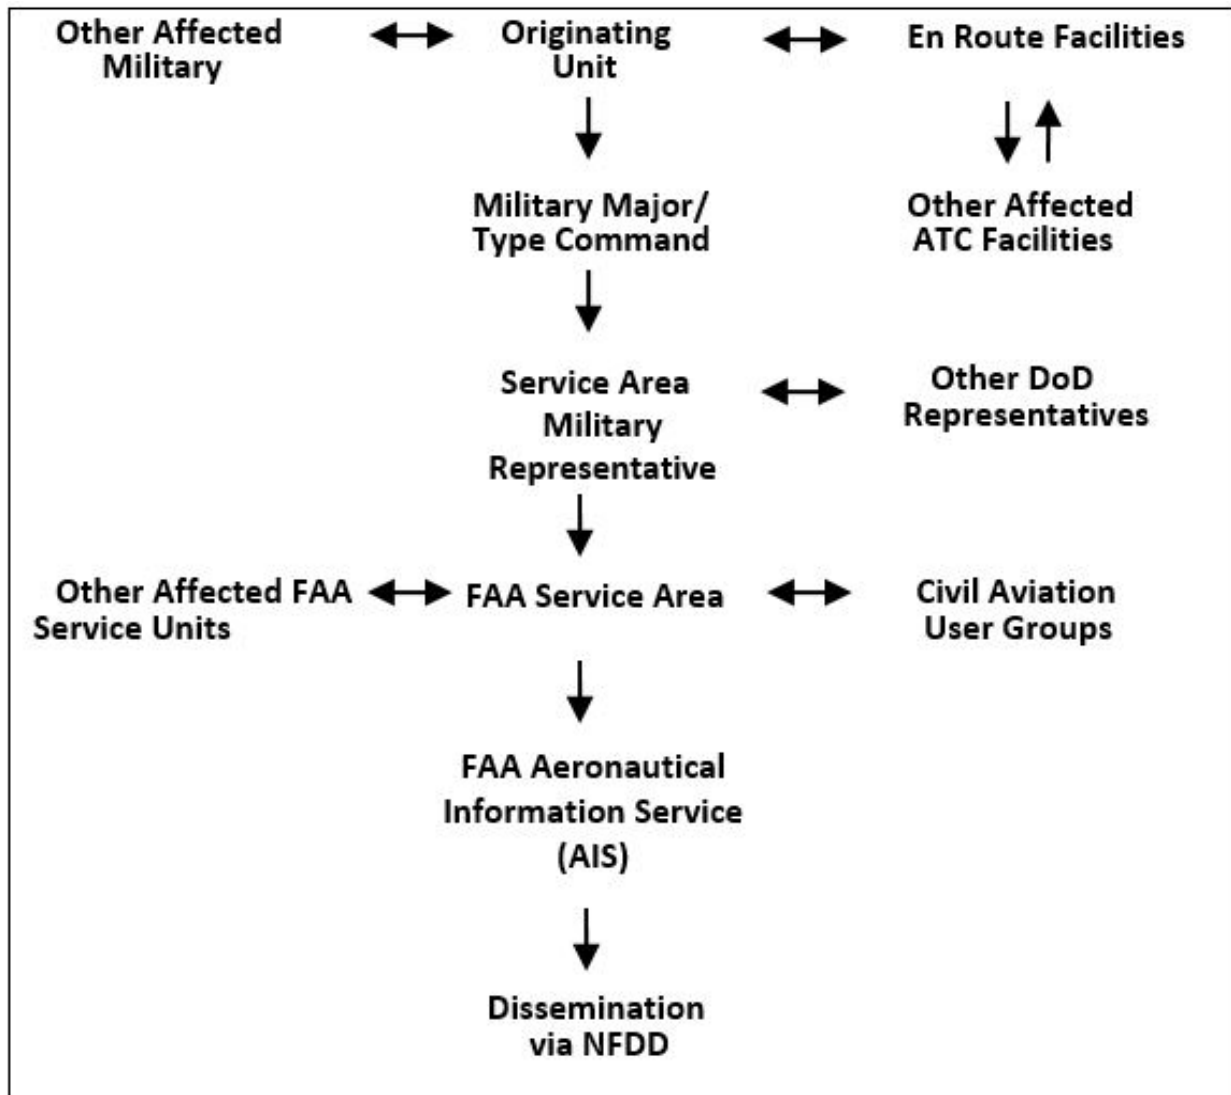 Other Affected
Military
Originating
Unit
En Route Facilities
Military Major/
Type Command
Other Affected
ATC Facilities
Service Area
Military
Representative
Other DoD
Representatives
Other Affected FAA
Service Units
FAA Service Area
Civil Aviation
User Groups
FAA Aeronautical
Information Service
(AIS)
Dissemination
via NFDD